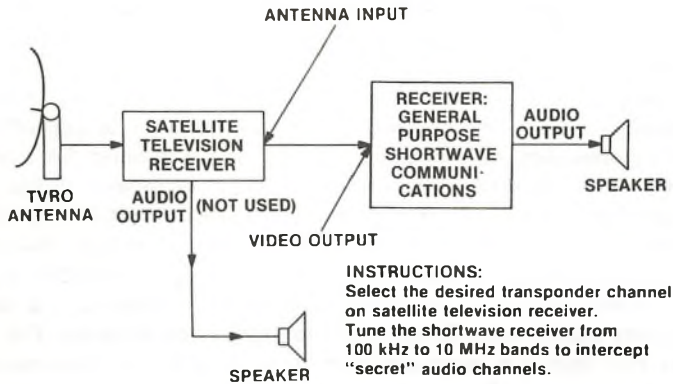 ANTENNA INPUT
SATELLITE
TELEVISION
RECEIVER
RECEIVER:
GENERAL
PURPOSE
SHORTWAVE
COMMUNI-
CATIONS
AUDIO
OUTPUT
SPEAKER
TVRO
ANTENNA
AUDIO
OUTPUT
(NOT USED)
VIDEO OUTPUT
SPEAKER
INSTRUCTIONS:
Select the desired transponder channel
on satellite television receiver.
Tune the shortwave receiver from
100 kHz to 10 MHz bands to intercept
"secret" audio channels.